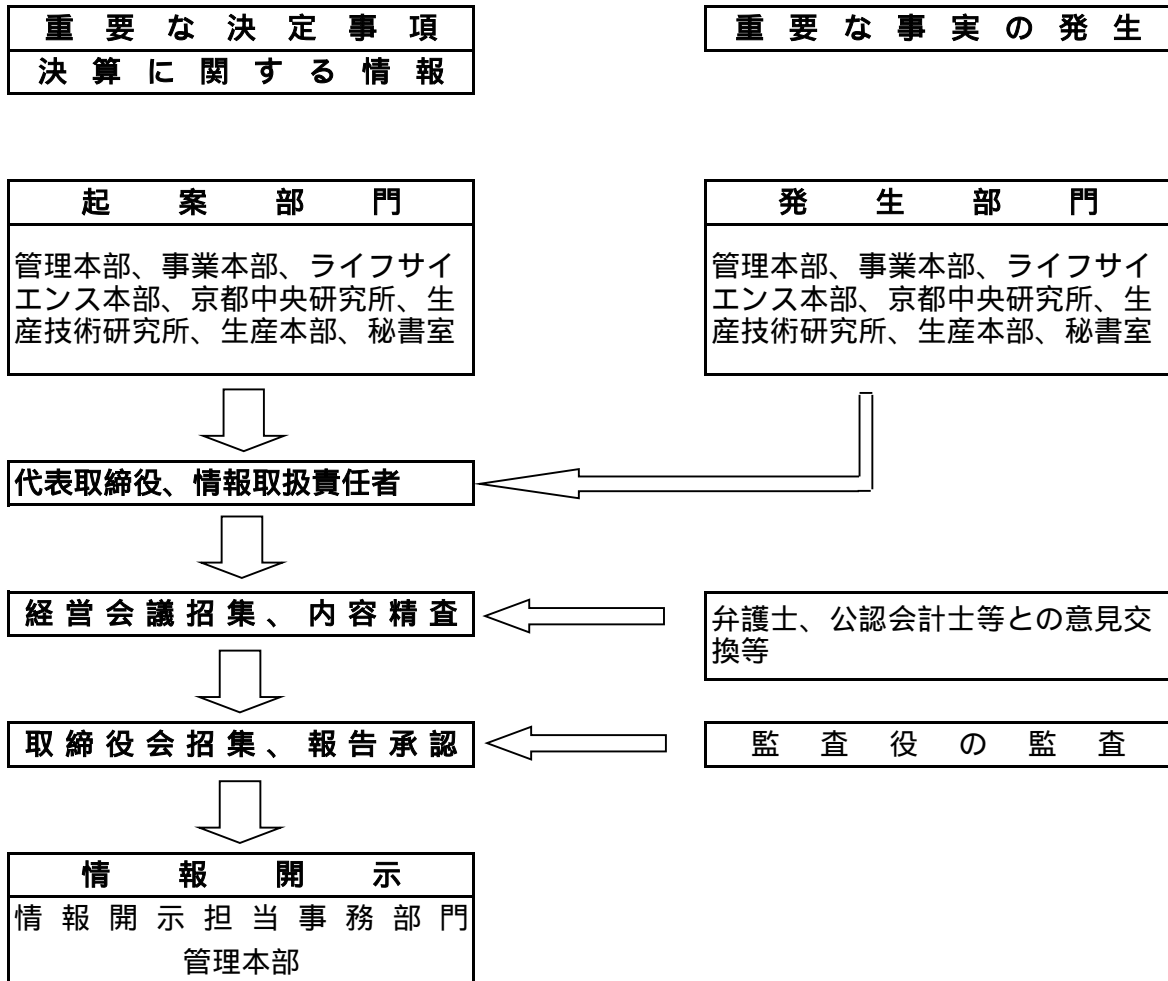 重要な決定事項
決算に関する情報
重要な事実の発生
起案部門
管理本部、事業本部、ライフサイ
エンス本部、京都中央研究所、生
産技術研究所、生産本部、秘書室
発生部門
管理本部、事業本部、ライフサイ
エンス本部、京都中央研究所、生
産技術研究所、生産本部、秘書室
代表取締役、情報取扱責任者
経営会議招集、内容精査
弁護士、公認会計士等との意見交
換等
取締役会招集、報告承認
監査役の監査
情報開示
情報開示担当事務部門
管理本部